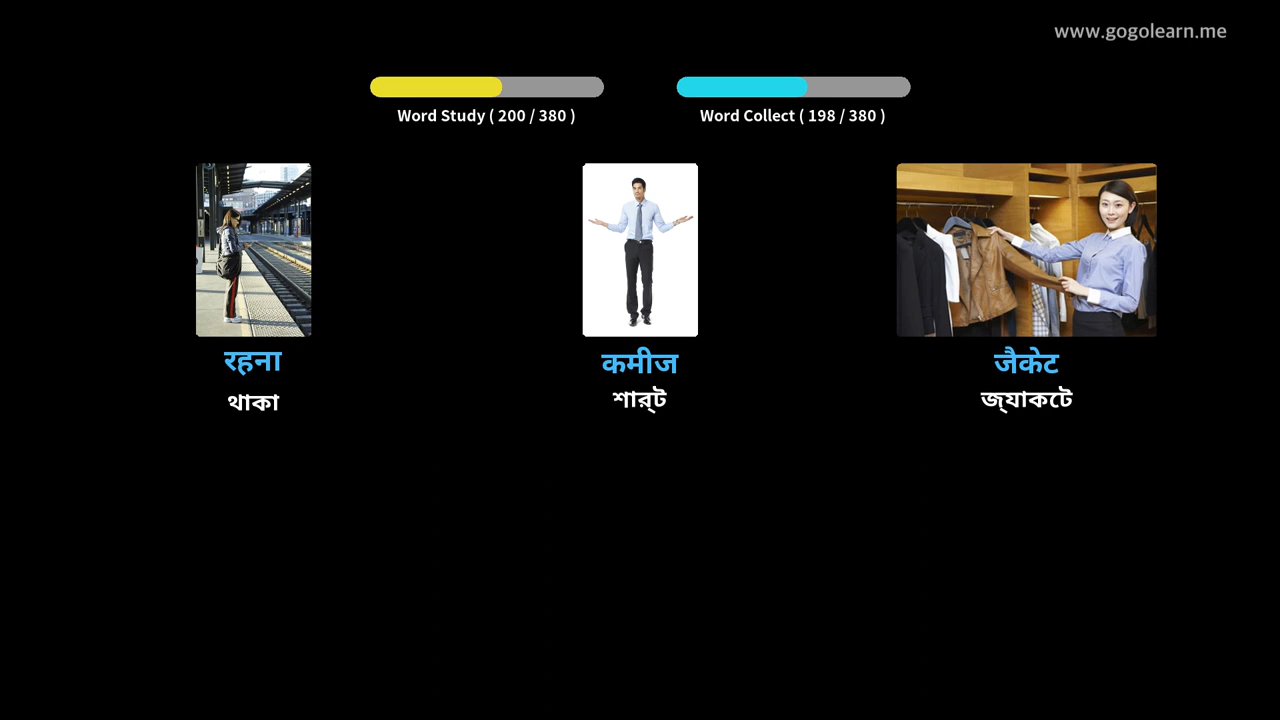 www.gogolearn.me
Word Study ( 200 / 380 )
Word Collect ( 198 / 380 )
रहना
कमीज
जैकेट
থাকা
শার্ট
জ্যাকেট